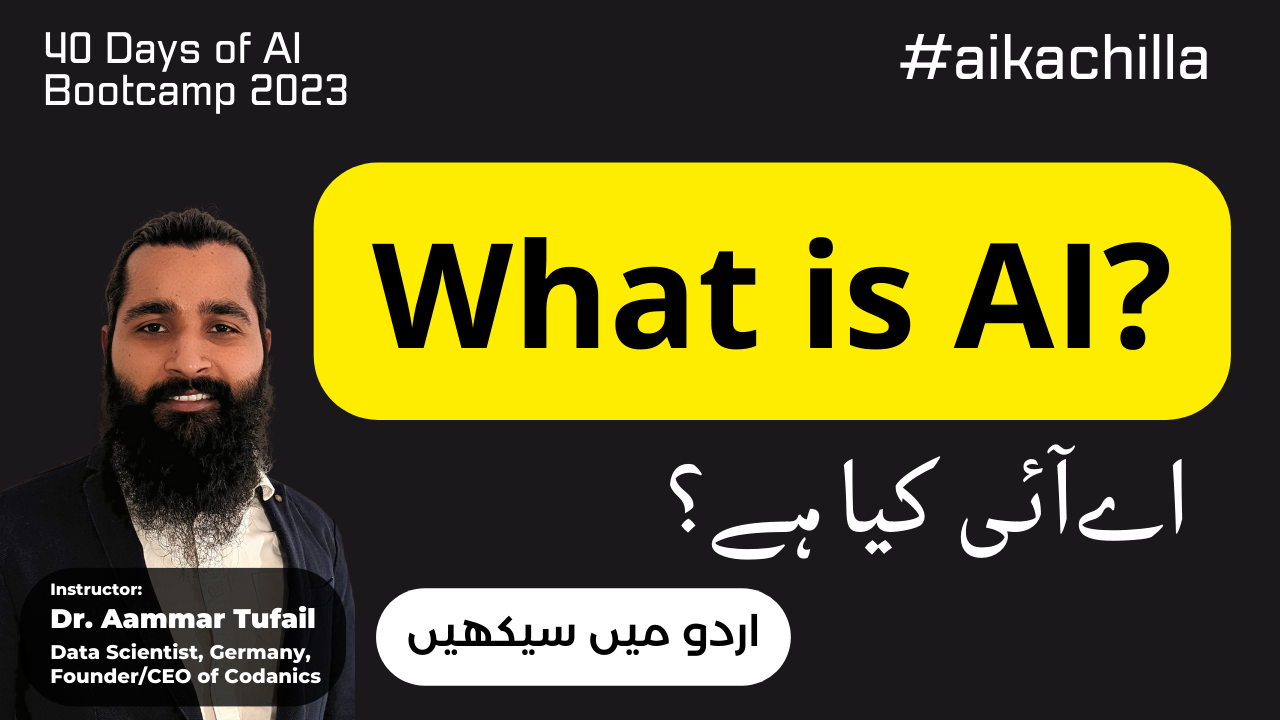 40 Days of AI
Bootcamp 2023
#aikachilla
What is AI?
اے آئی کیا ہے؟
اردو میں سیکھیں
Instructor:
Dr. Aammar Tufail
Data Scientist, Germany,
Founder/CEO of Codanics